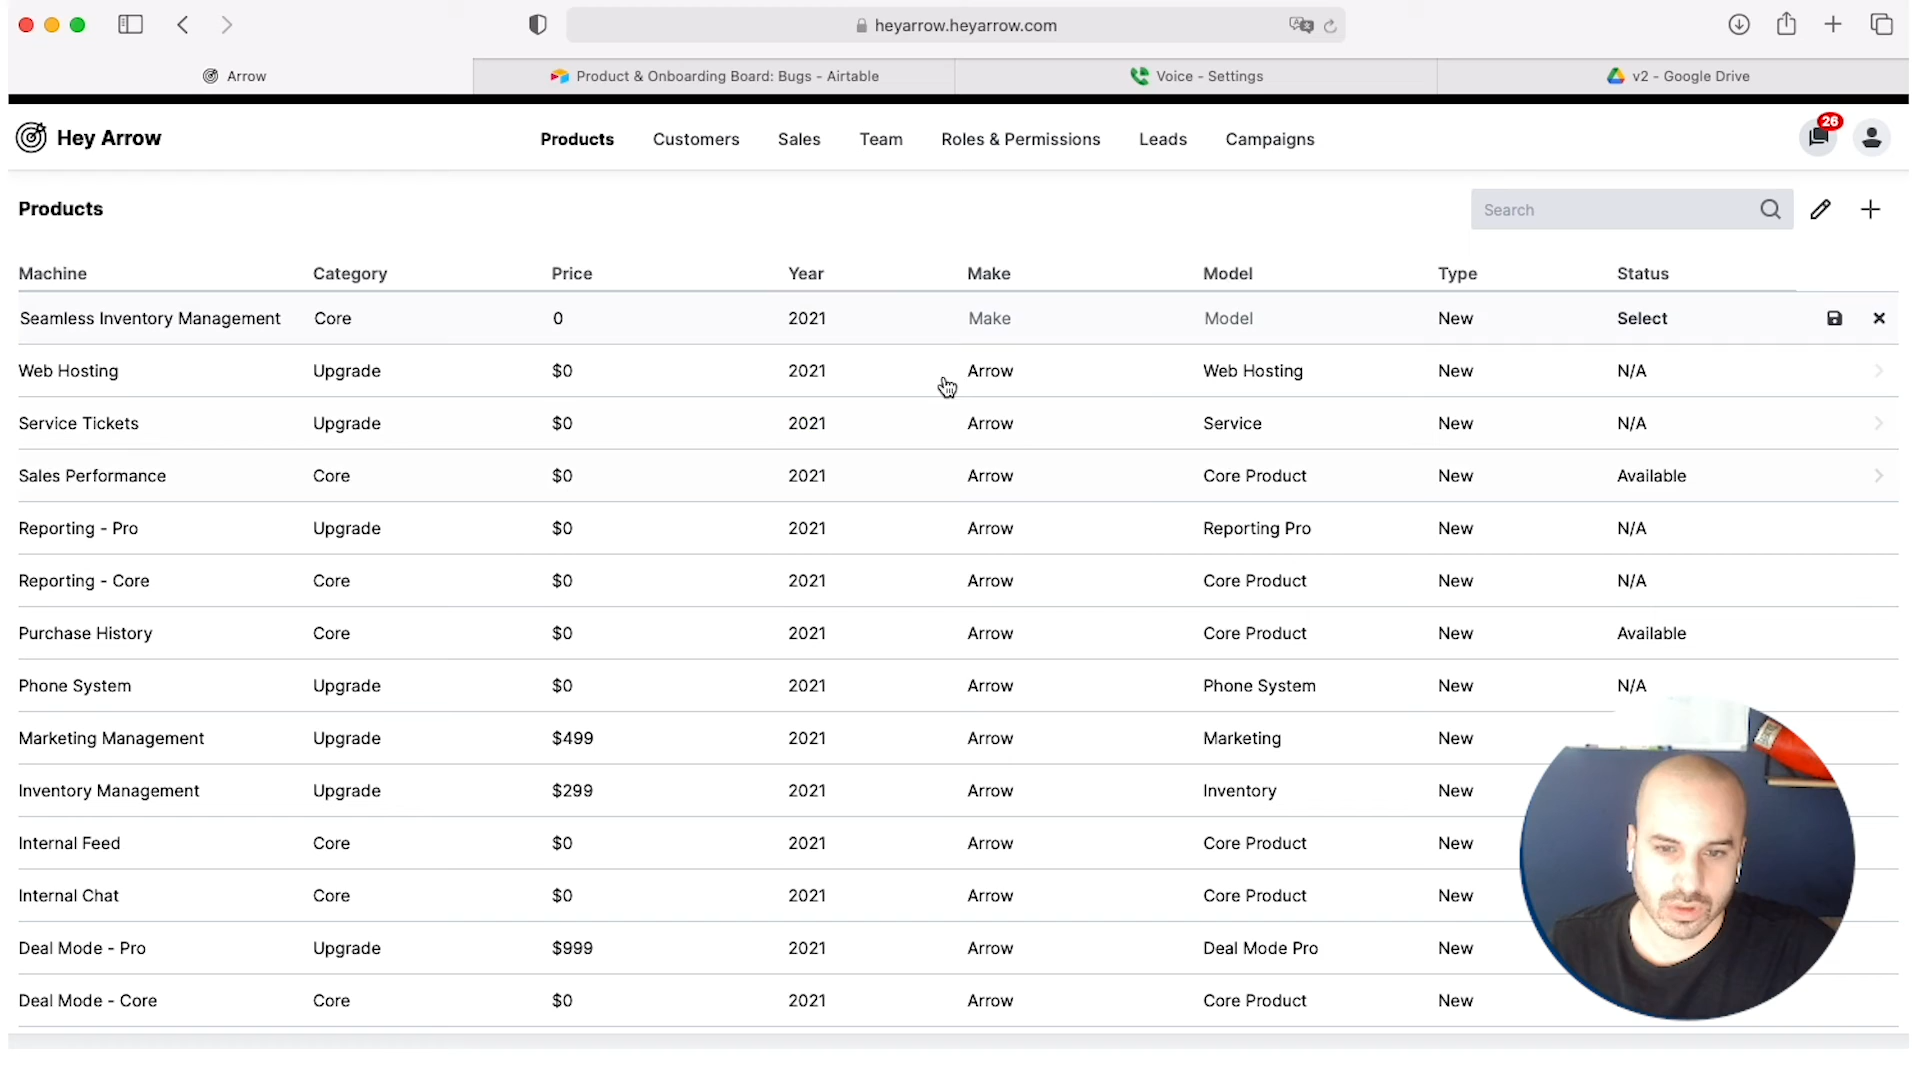 heyarrow.heyarrow.com
Arrow
Product & Onboarding Board: Bugs - Airtable
Voice - Settings
v2 - Google Drive
Hey Arrow
Products Customers Sales Team Roles & Permissions Leads Campaigns
26
Products
Search
Machine Category Price Year Make Model Type Status
Seamless Inventory Management Core 0 2021 Make Model New Select
Web Hosting Upgrade $0 2021 Arrow Web Hosting New N/A
Service Tickets Upgrade $0 2021 Arrow Service New N/A
Sales Performance Core $0 2021 Arrow Core Product New Available
Reporting - Pro Upgrade $0 2021 Arrow Reporting Pro New N/A
Reporting - Core Core $0 2021 Arrow Core Product New N/A
Purchase History Core $0 2021 Arrow Core Product New Available
Phone System Upgrade $0 2021 Arrow Phone System New N/A
Marketing Management Upgrade $499 2021 Arrow Marketing New
Inventory Management Upgrade $299 2021 Arrow Inventory New
Internal Feed Core $0 2021 Arrow Core Product New
Internal Chat Core $0 2021 Arrow Core Product New
Deal Mode - Pro Upgrade $999 2021 Arrow Deal Mode Pro New
Deal Mode - Core Core $0 2021 Arrow Core Product New